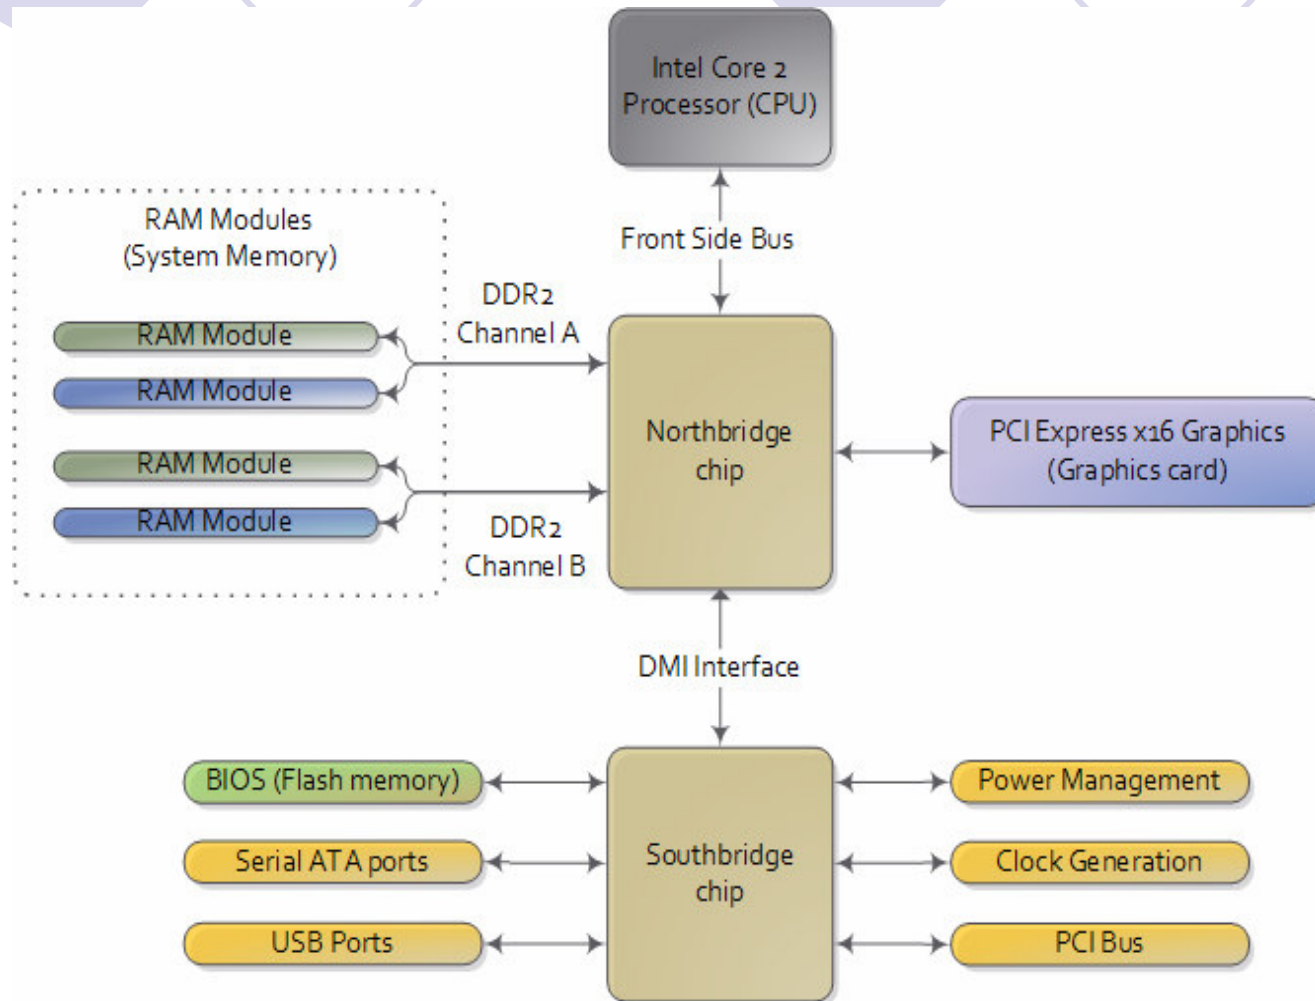 Intel Core 2
Processor (CPU)
Front Side Bus
RAM Modules
(System Memory)
RAM Module
RAM Module
RAM Module
RAM Module
DDR2
Channel A
DDR2
Channel B
Northbridge
chip
PCI Express x16 Graphics
(Graphics card)
DMI Interface
BIOS (Flash memory)
Serial ATA ports
USB Ports
Southbridge
chip
Power Management
Clock Generation
PCI Bus